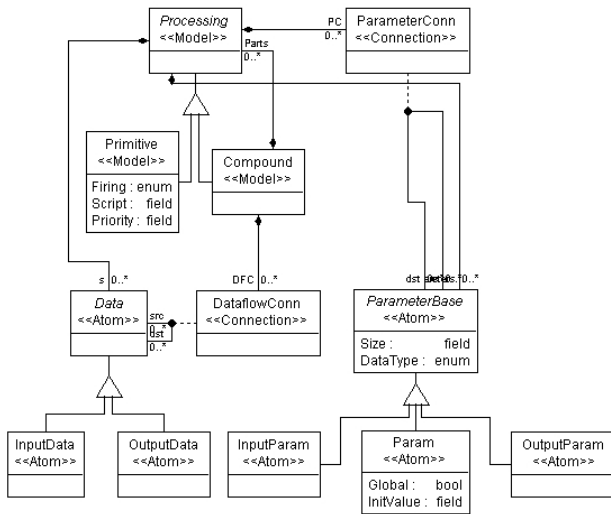 Processing
<<Model>>
PC
0..*
ParameterConn
<<Connection>>
Parts
0..*
Primitive
<<Model>>
Firing : enum
Script : field
Priority : field
Compound
<<Model>>
s 0..*
DFC 0..*
dst
0..*
Data
<<Atom>>
src
0..*
dst
0..*
DataflowConn
<<Connection>>
ParameterBase
<<Atom>>
Size : field
DataType : enum
InputData
<<Atom>>
OutputData
<<Atom>>
InputParam
<<Atom>>
Param
<<Atom>>
Global : bool
InitValue : field
OutputParam
<<Atom>>